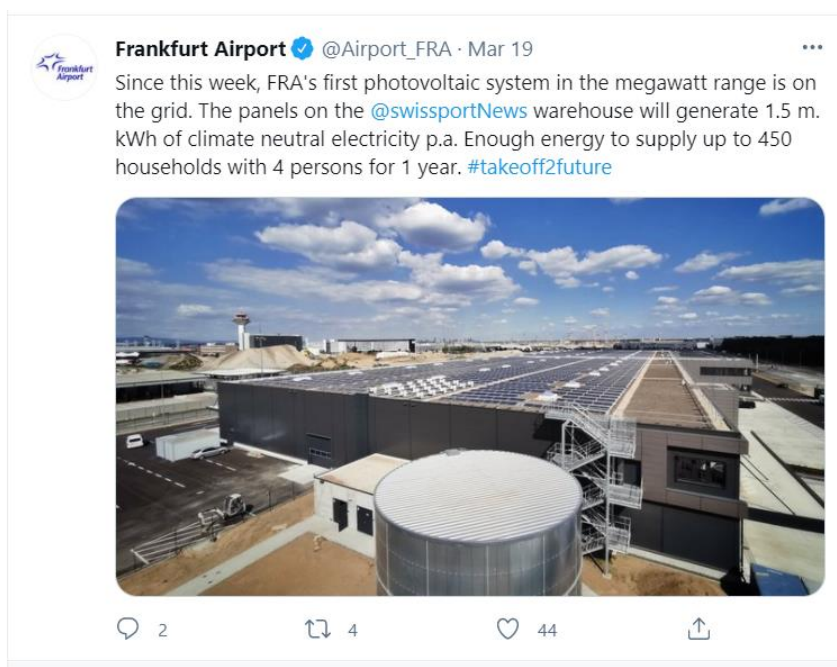 Frankfurt Airport @Airport_FRA · Mar 19
Frankfurt
Airport
Since this week, FRA's first photovoltaic system in the megawatt range is on
the grid. The panels on the @swissportNews warehouse will generate 1.5 m.
kWh of climate neutral electricity p.a. Enough energy to supply up to 450
households with 4 persons for 1 year. #takeoff2future
2 4 44